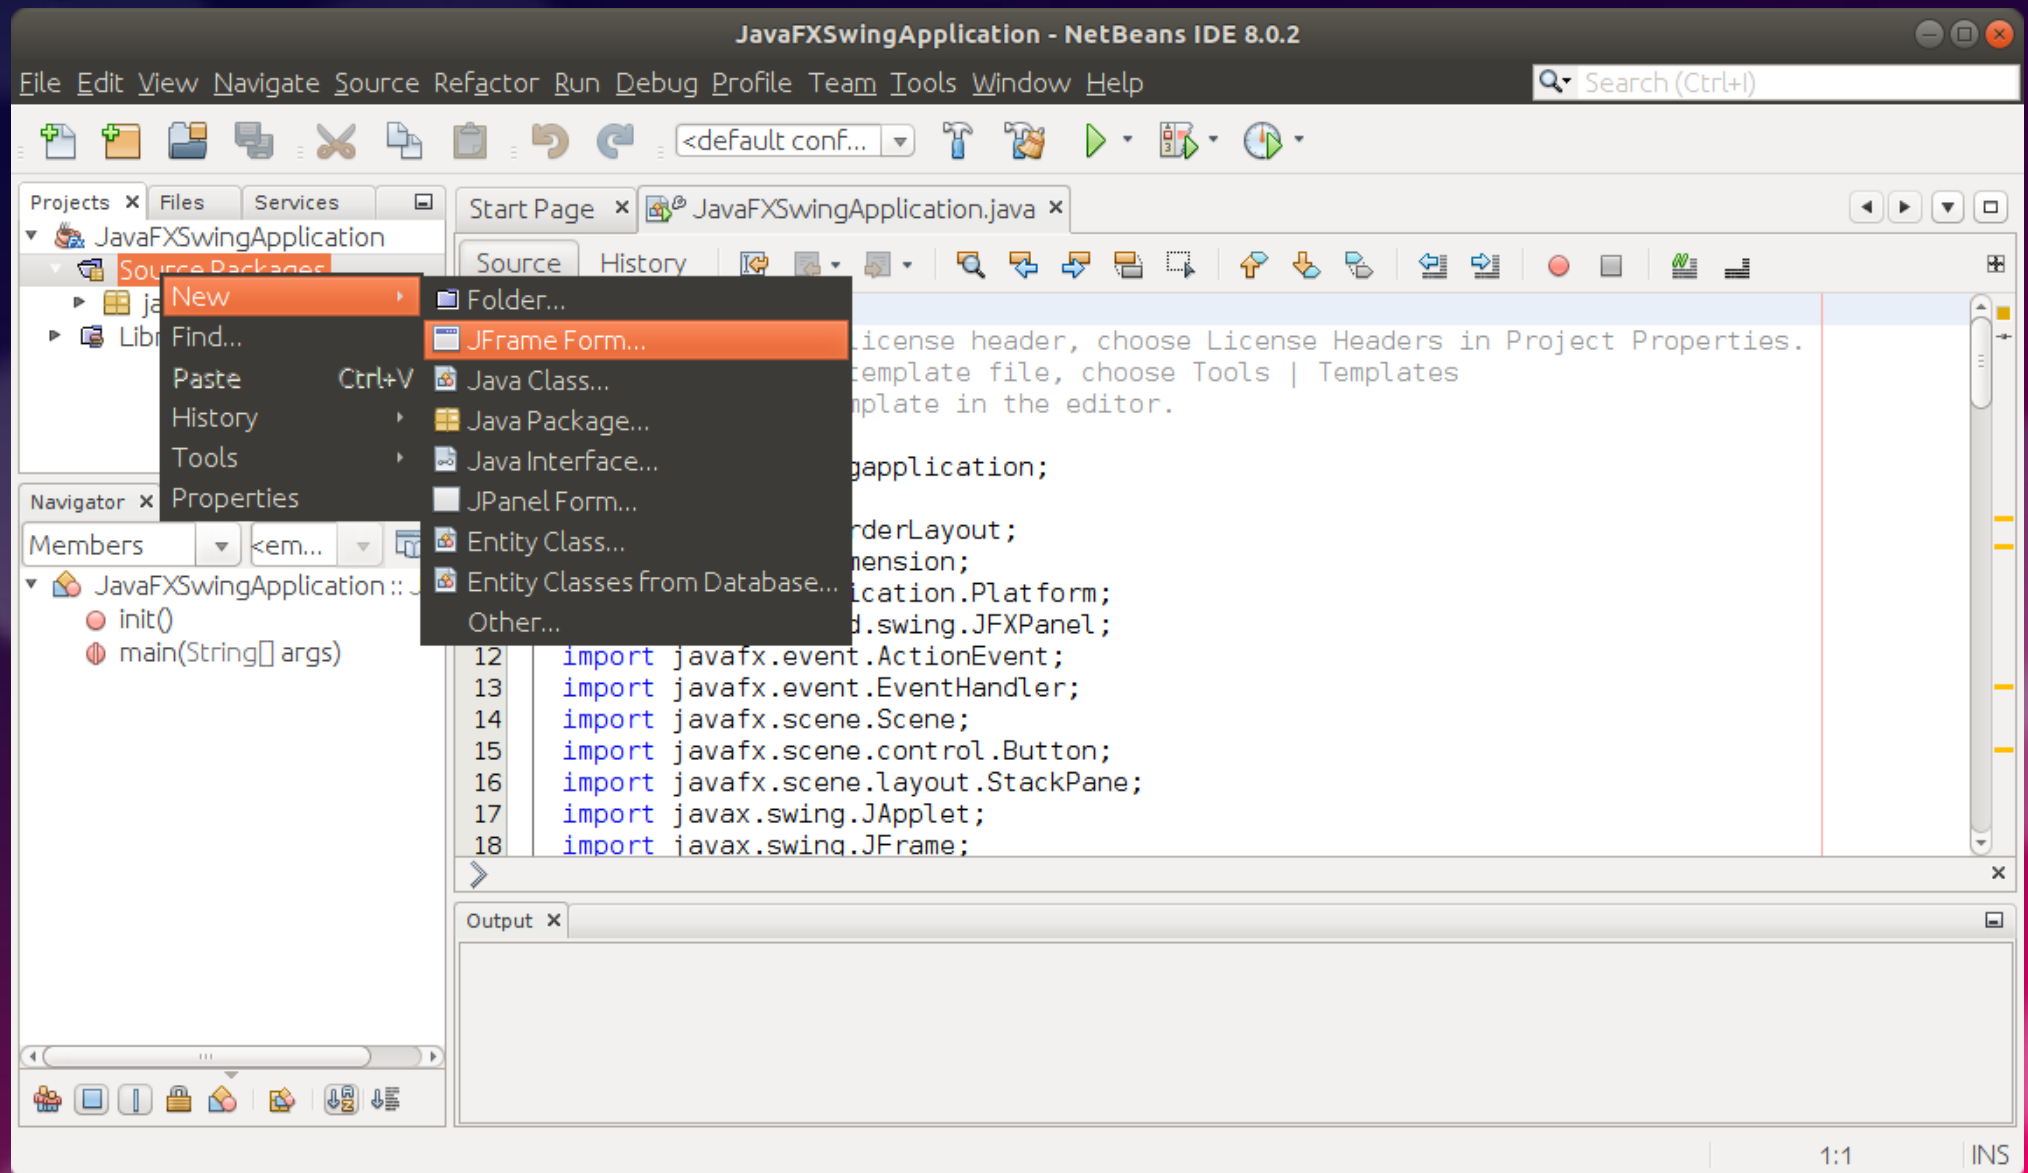 JavaFXSwingApplication - NetBeans IDE 8.0.2
File Edit View Navigate Source Refactor Run Debug Profile Team Tools Window Help
Search (Ctrl+I)
<default conf...
Projects Files Services
JavaFXSwingApplication
Source Packages
ja
Libr
New
Find...
Paste Ctrl+V
History
Tools
Properties
Folder...
JFrame Form...
Java Class...
Java Package...
Java Interface...
JPanel Form...
Entity Class...
Entity Classes from Database...
Other...
Navigator
Members <em...
JavaFXSwingApplication :: J
init()
main(String[] args)
Start Page JavaFXSwingApplication.java
Source History
icense header, choose License Headers in Project Properties.
emplate file, choose Tools | Templates
mplate in the editor.
gapplication;
rderLayout;
mension;
ication.Platform;
d.swing.JFXPanel;
12 import javafx.event.ActionEvent;
13 import javafx.event.EventHandler;
14 import javafx.scene.Scene;
15 import javafx.scene.control.Button;
16 import javafx.scene.layout.StackPane;
17 import javax.swing.JApplet;
18 import javax.swing.JFrame;
Output
1:1 INS